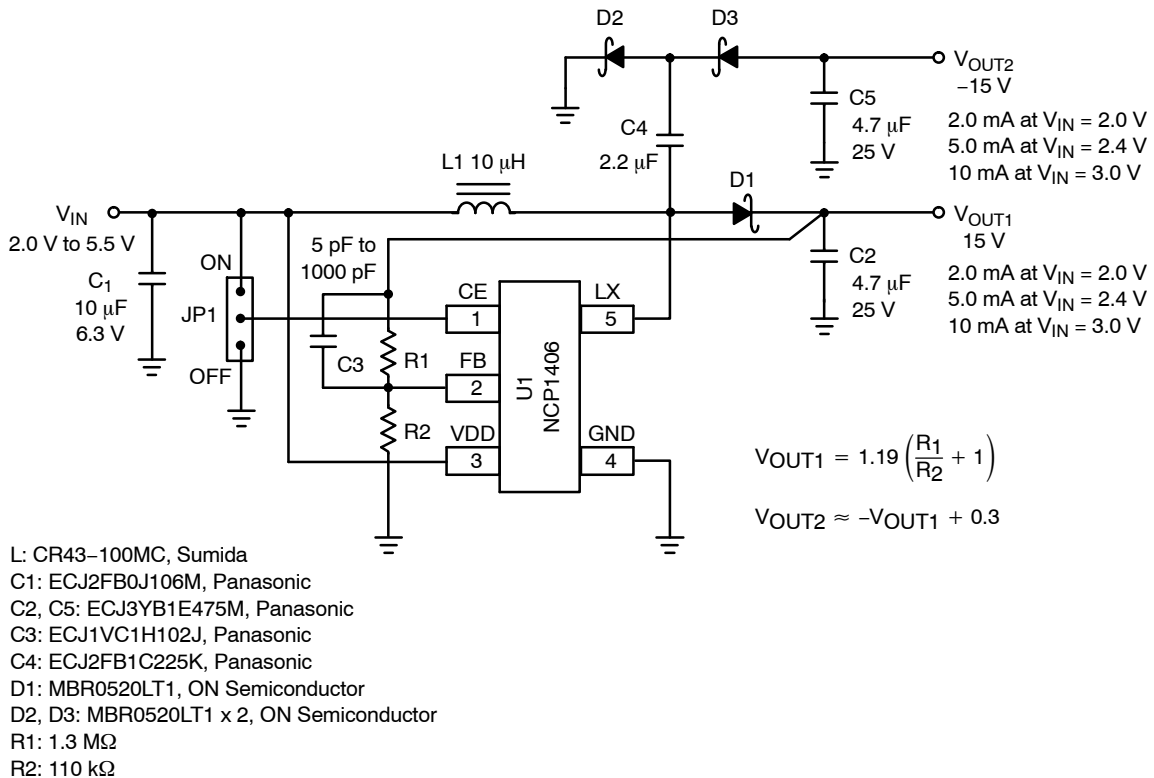 D2
D3
VOUT2
−15 V
C5
4.7 µF
25 V
2.0 mA at VIN = 2.0 V
5.0 mA at VIN = 2.4 V
10 mA at VIN = 3.0 V
C4
2.2 µF
L1 10 µH
D1
VIN
2.0 V to 5.5 V
VOUT1
15 V
C2
4.7 µF
25 V
2.0 mA at VIN = 2.0 V
5.0 mA at VIN = 2.4 V
10 mA at VIN = 3.0 V
C1
10 µF
6.3 V
ON
JP1
OFF
5 pF to
1000 pF
C3
R1
R2
CE
1
FB
2
VDD
3
U1
NCP1406
LX
5
GND
4
VOUT1 = 1.19 (R1/R2 + 1)
VOUT2 ≈ −VOUT1 + 0.3
L: CR43−100MC, Sumida
C1: ECJ2FB0J106M, Panasonic
C2, C5: ECJ3YB1E475M, Panasonic
C3: ECJ1VC1H102J, Panasonic
C4: ECJ2FB1C225K, Panasonic
D1: MBR0520LT1, ON Semiconductor
D2, D3: MBR0520LT1 x 2, ON Semiconductor
R1: 1.3 MΩ
R2: 110 kΩ